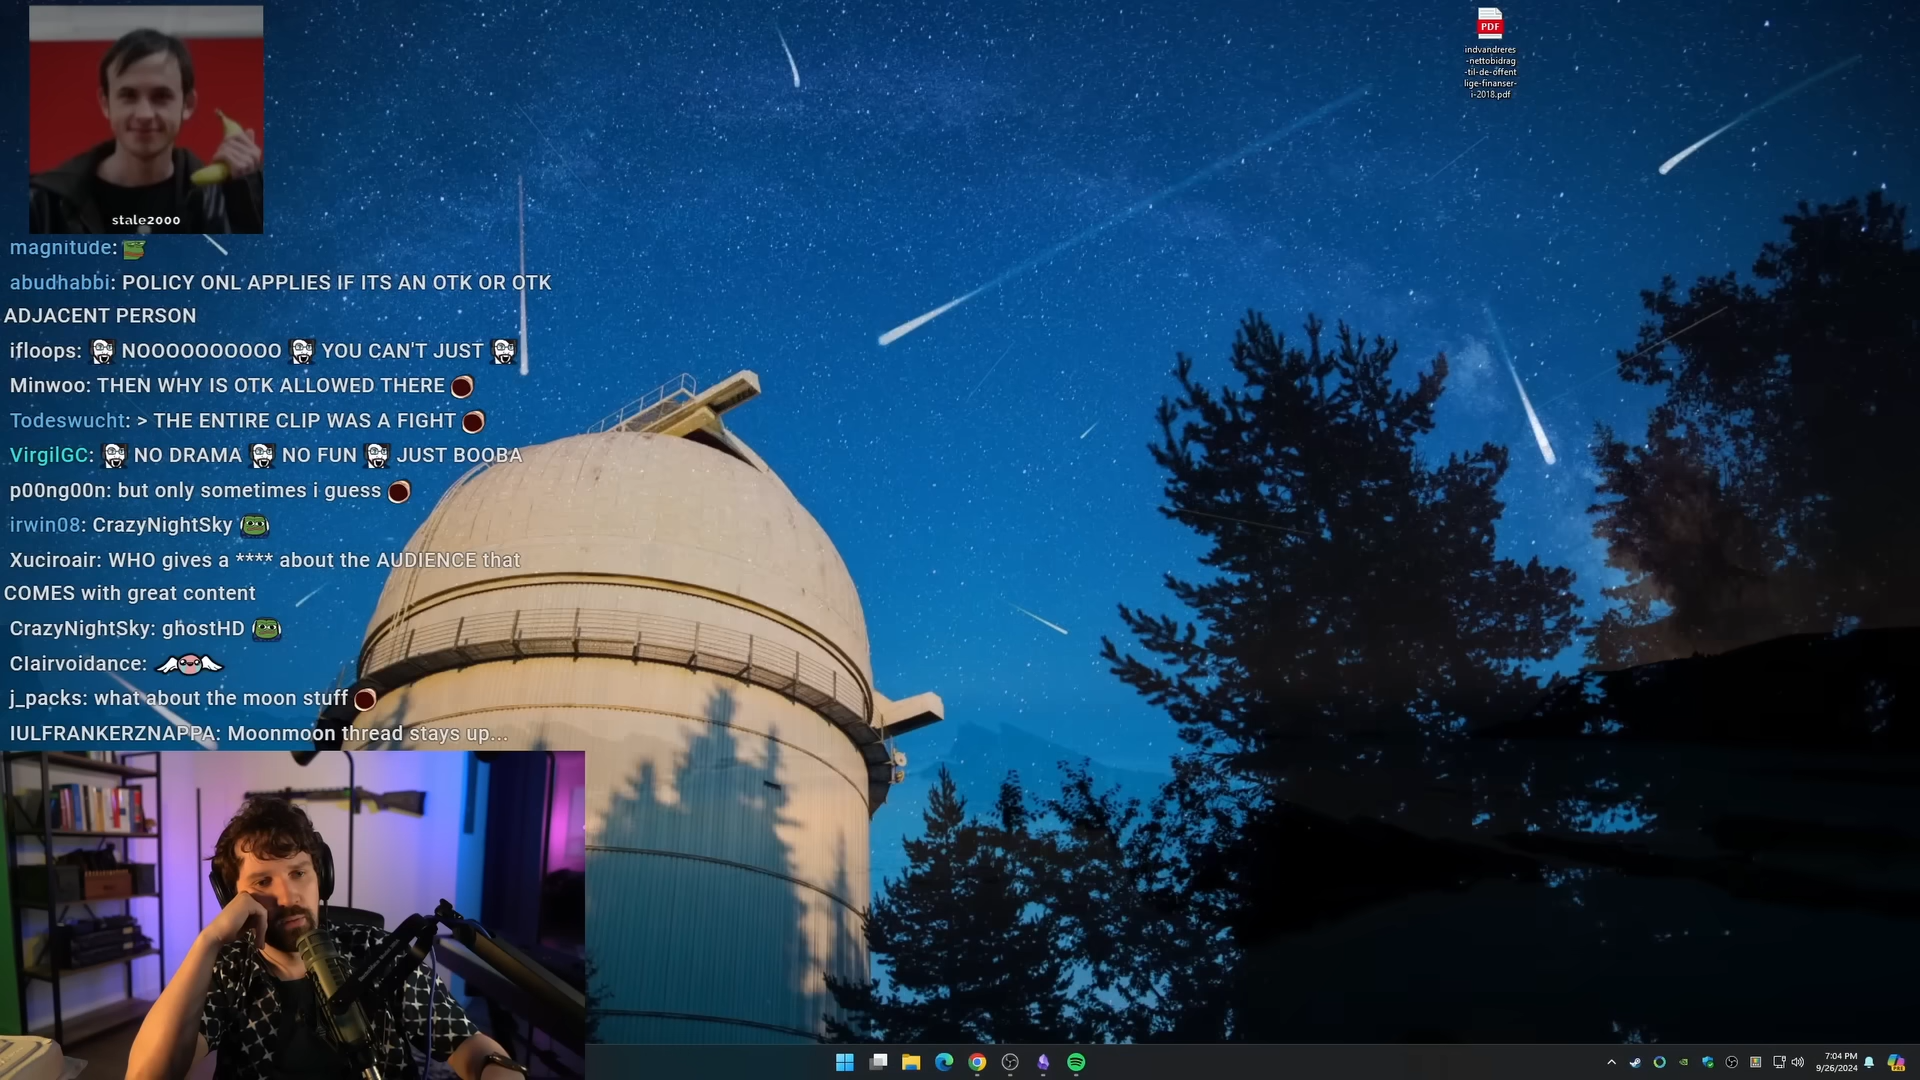 PDF
indvandreres
-nettobidrag
-til-de-offent
lige-finanser-
i-2018.pdf
stale2000
magnitude:
abudhabbi: POLICY ONL APPLIES IF ITS AN OTK OR OTK
ADJACENT PERSON
ifloops: NOOOOOOOOOO YOU CAN'T JUST
Minwoo: THEN WHY IS OTK ALLOWED THERE
Todeswucht: > THE ENTIRE CLIP WAS A FIGHT
VirgilGC: NO DRAMA NO FUN JUST BOOBA
p00ng00n: but only sometimes i guess
irwin08: CrazyNightSky
Xuciroair: WHO gives a **** about the AUDIENCE that
COMES with great content
CrazyNightSky: ghostHD
Clairvoidance:
j_packs: what about the moon stuff
IULFRANKERZNAPPA: Moonmoon thread stays up...
7:04 PM
9/26/2024